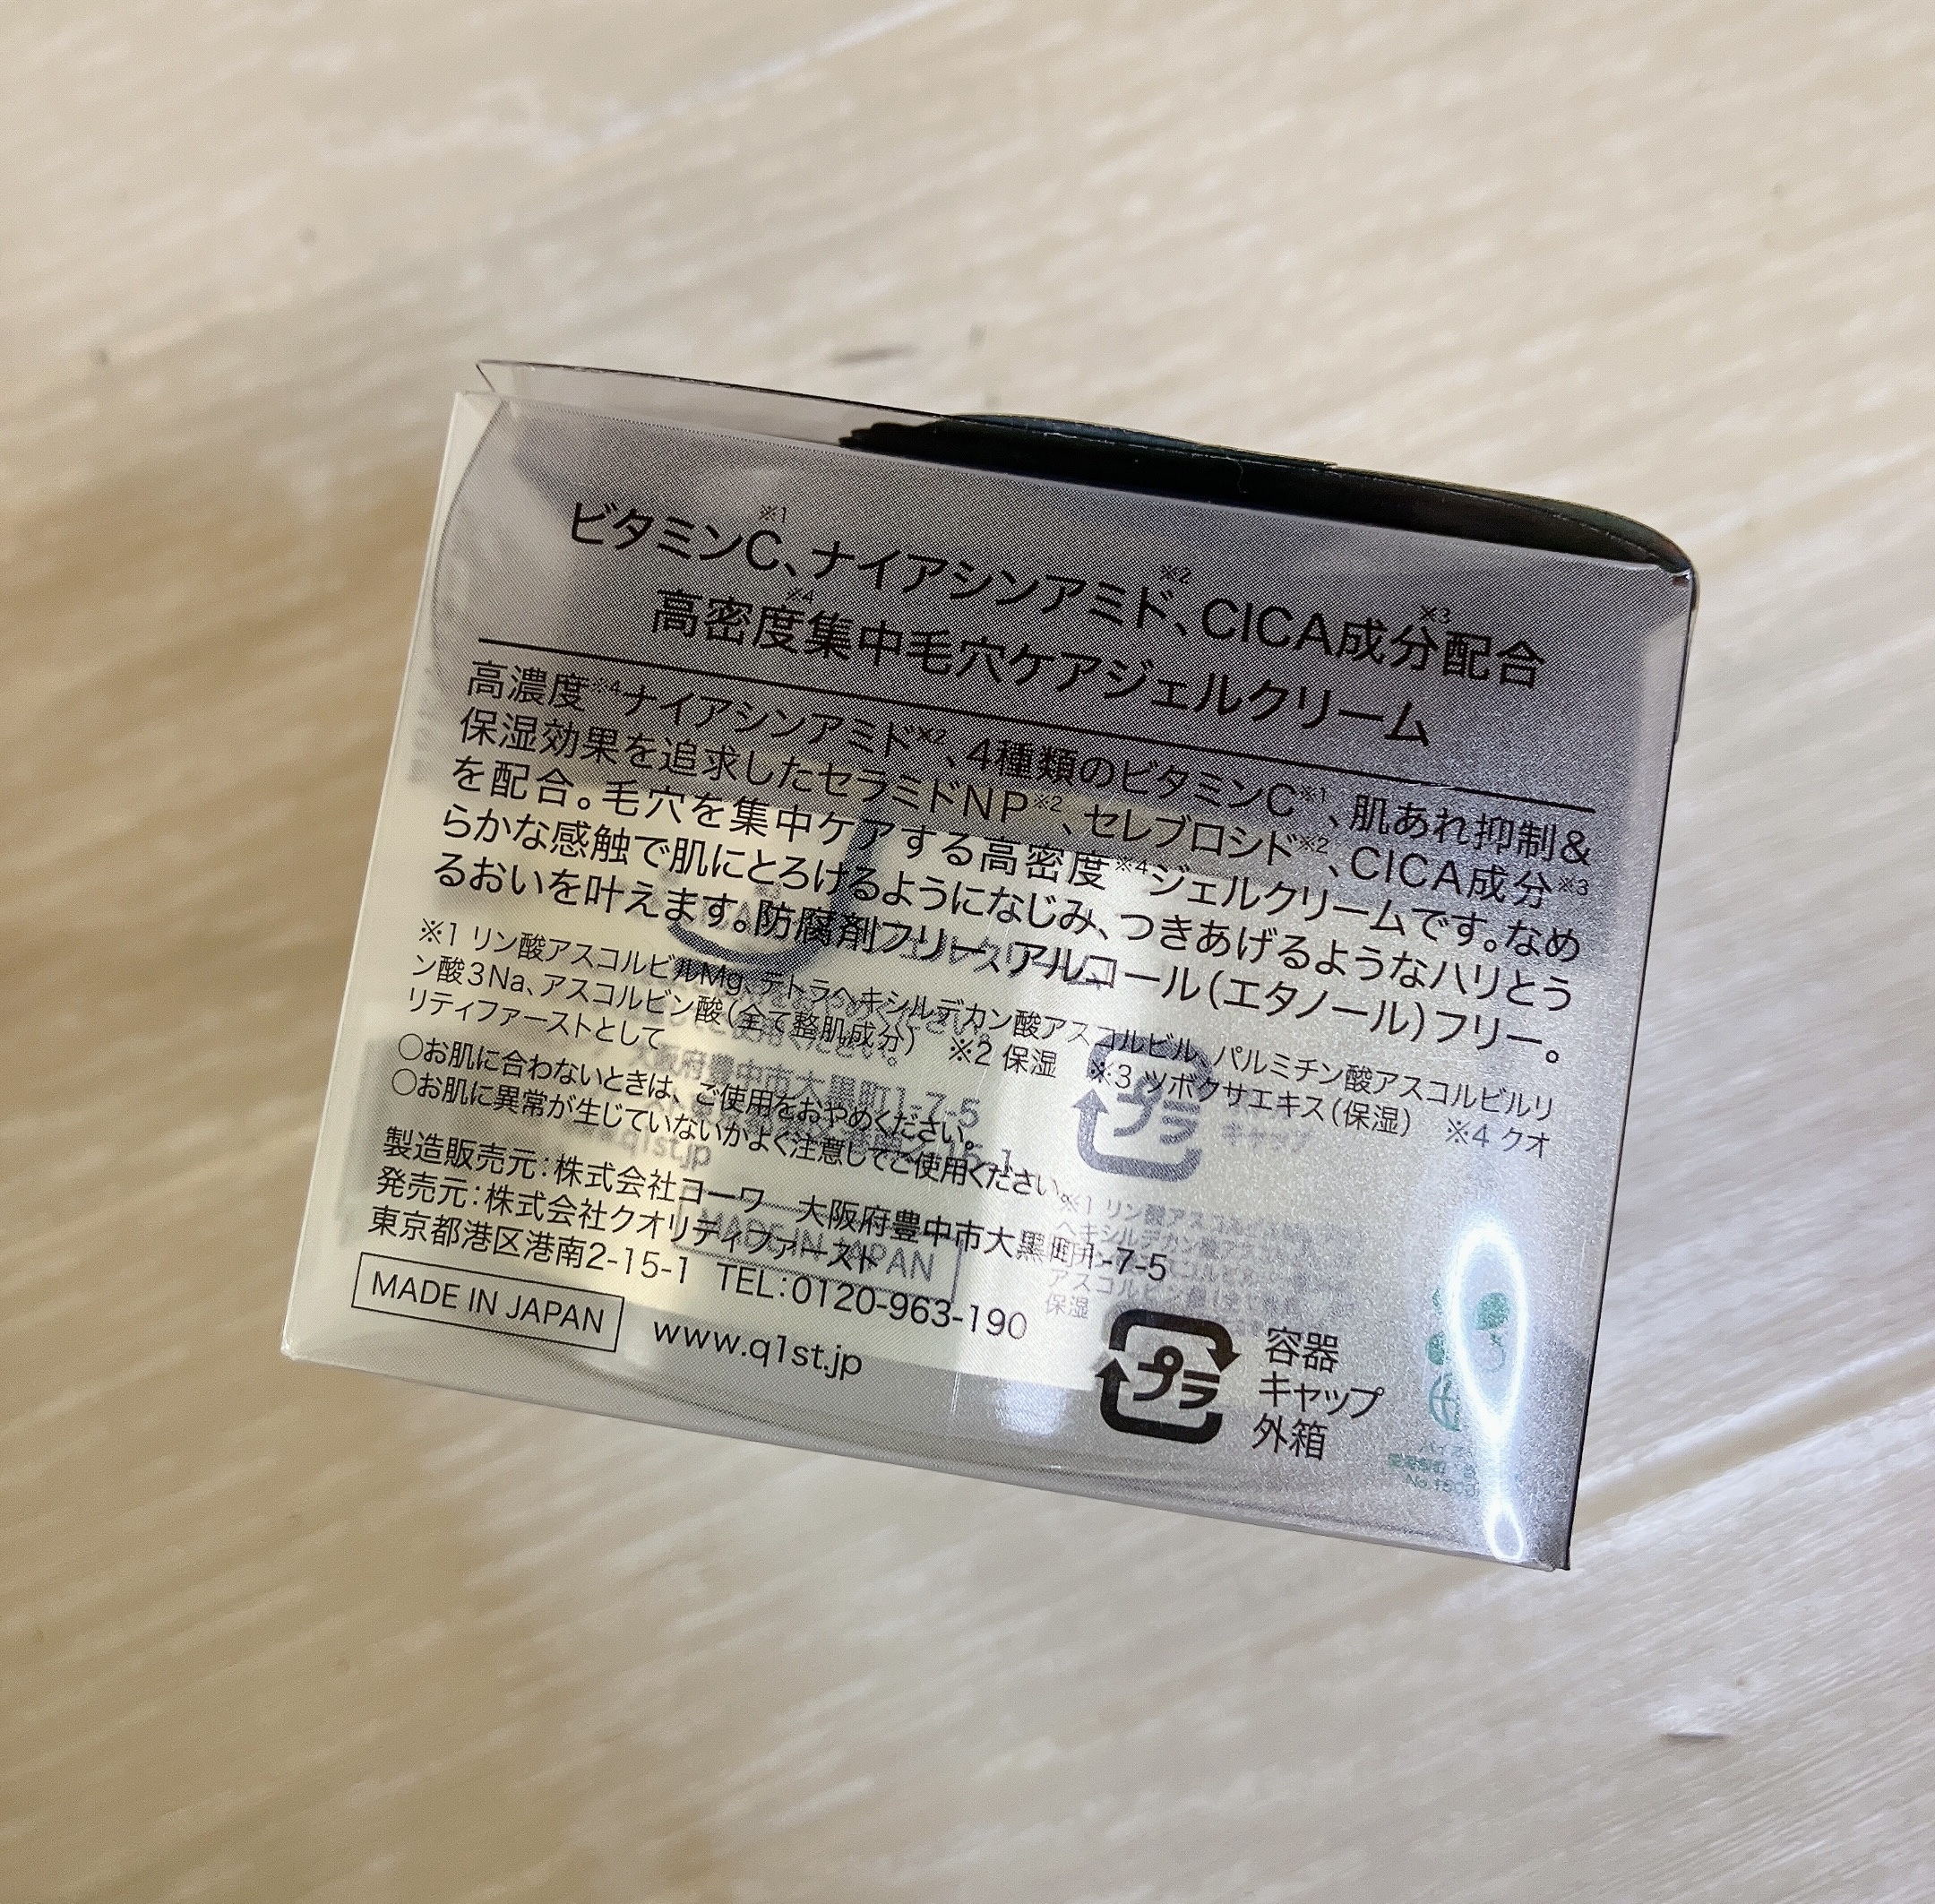 ビタミンC※1、ナイアシンアミド※2、CICA成分※3配合
高密度※4集中毛穴ケアジェルクリーム
高濃度※4ナイアシンアミド※2、4種類のビタミンC※1、肌あれ抑制&
保湿効果を追求したセラミドNP※2、セレブロシド※2、CICA成分※3
を配合。毛穴を集中ケアする高密度※4ジェルクリームです。なめ
らかな感触で肌にとろけるようになじみ、つきあげるようなハリとう
るおいを叶えます。防腐剤フリー・アルコール(エタノール)フリー。
※1 リン酸アスコルビルMg、テトラヘキシルデカン酸アスコルビル、パルミチン酸アスコルビルリ
ン酸3Na、アスコルビン酸(全て整肌成分) ※2 保湿 ※3 ツボクサエキス(保湿) ※4 クオ
リティファーストとして
○お肌に合わないときは、ご使用をおやめください。
○お肌に異常が生じていないかよく注意してご使用ください。
製造販売元:株式会社コーワ 大阪府豊中市大黒町1-7-5
発売元:株式会社クオリティファースト
東京都港区港南2-15-1 TEL:0120-963-190
MADE IN JAPAN www.q1st.jp
プラ
容器
キャップ
外箱